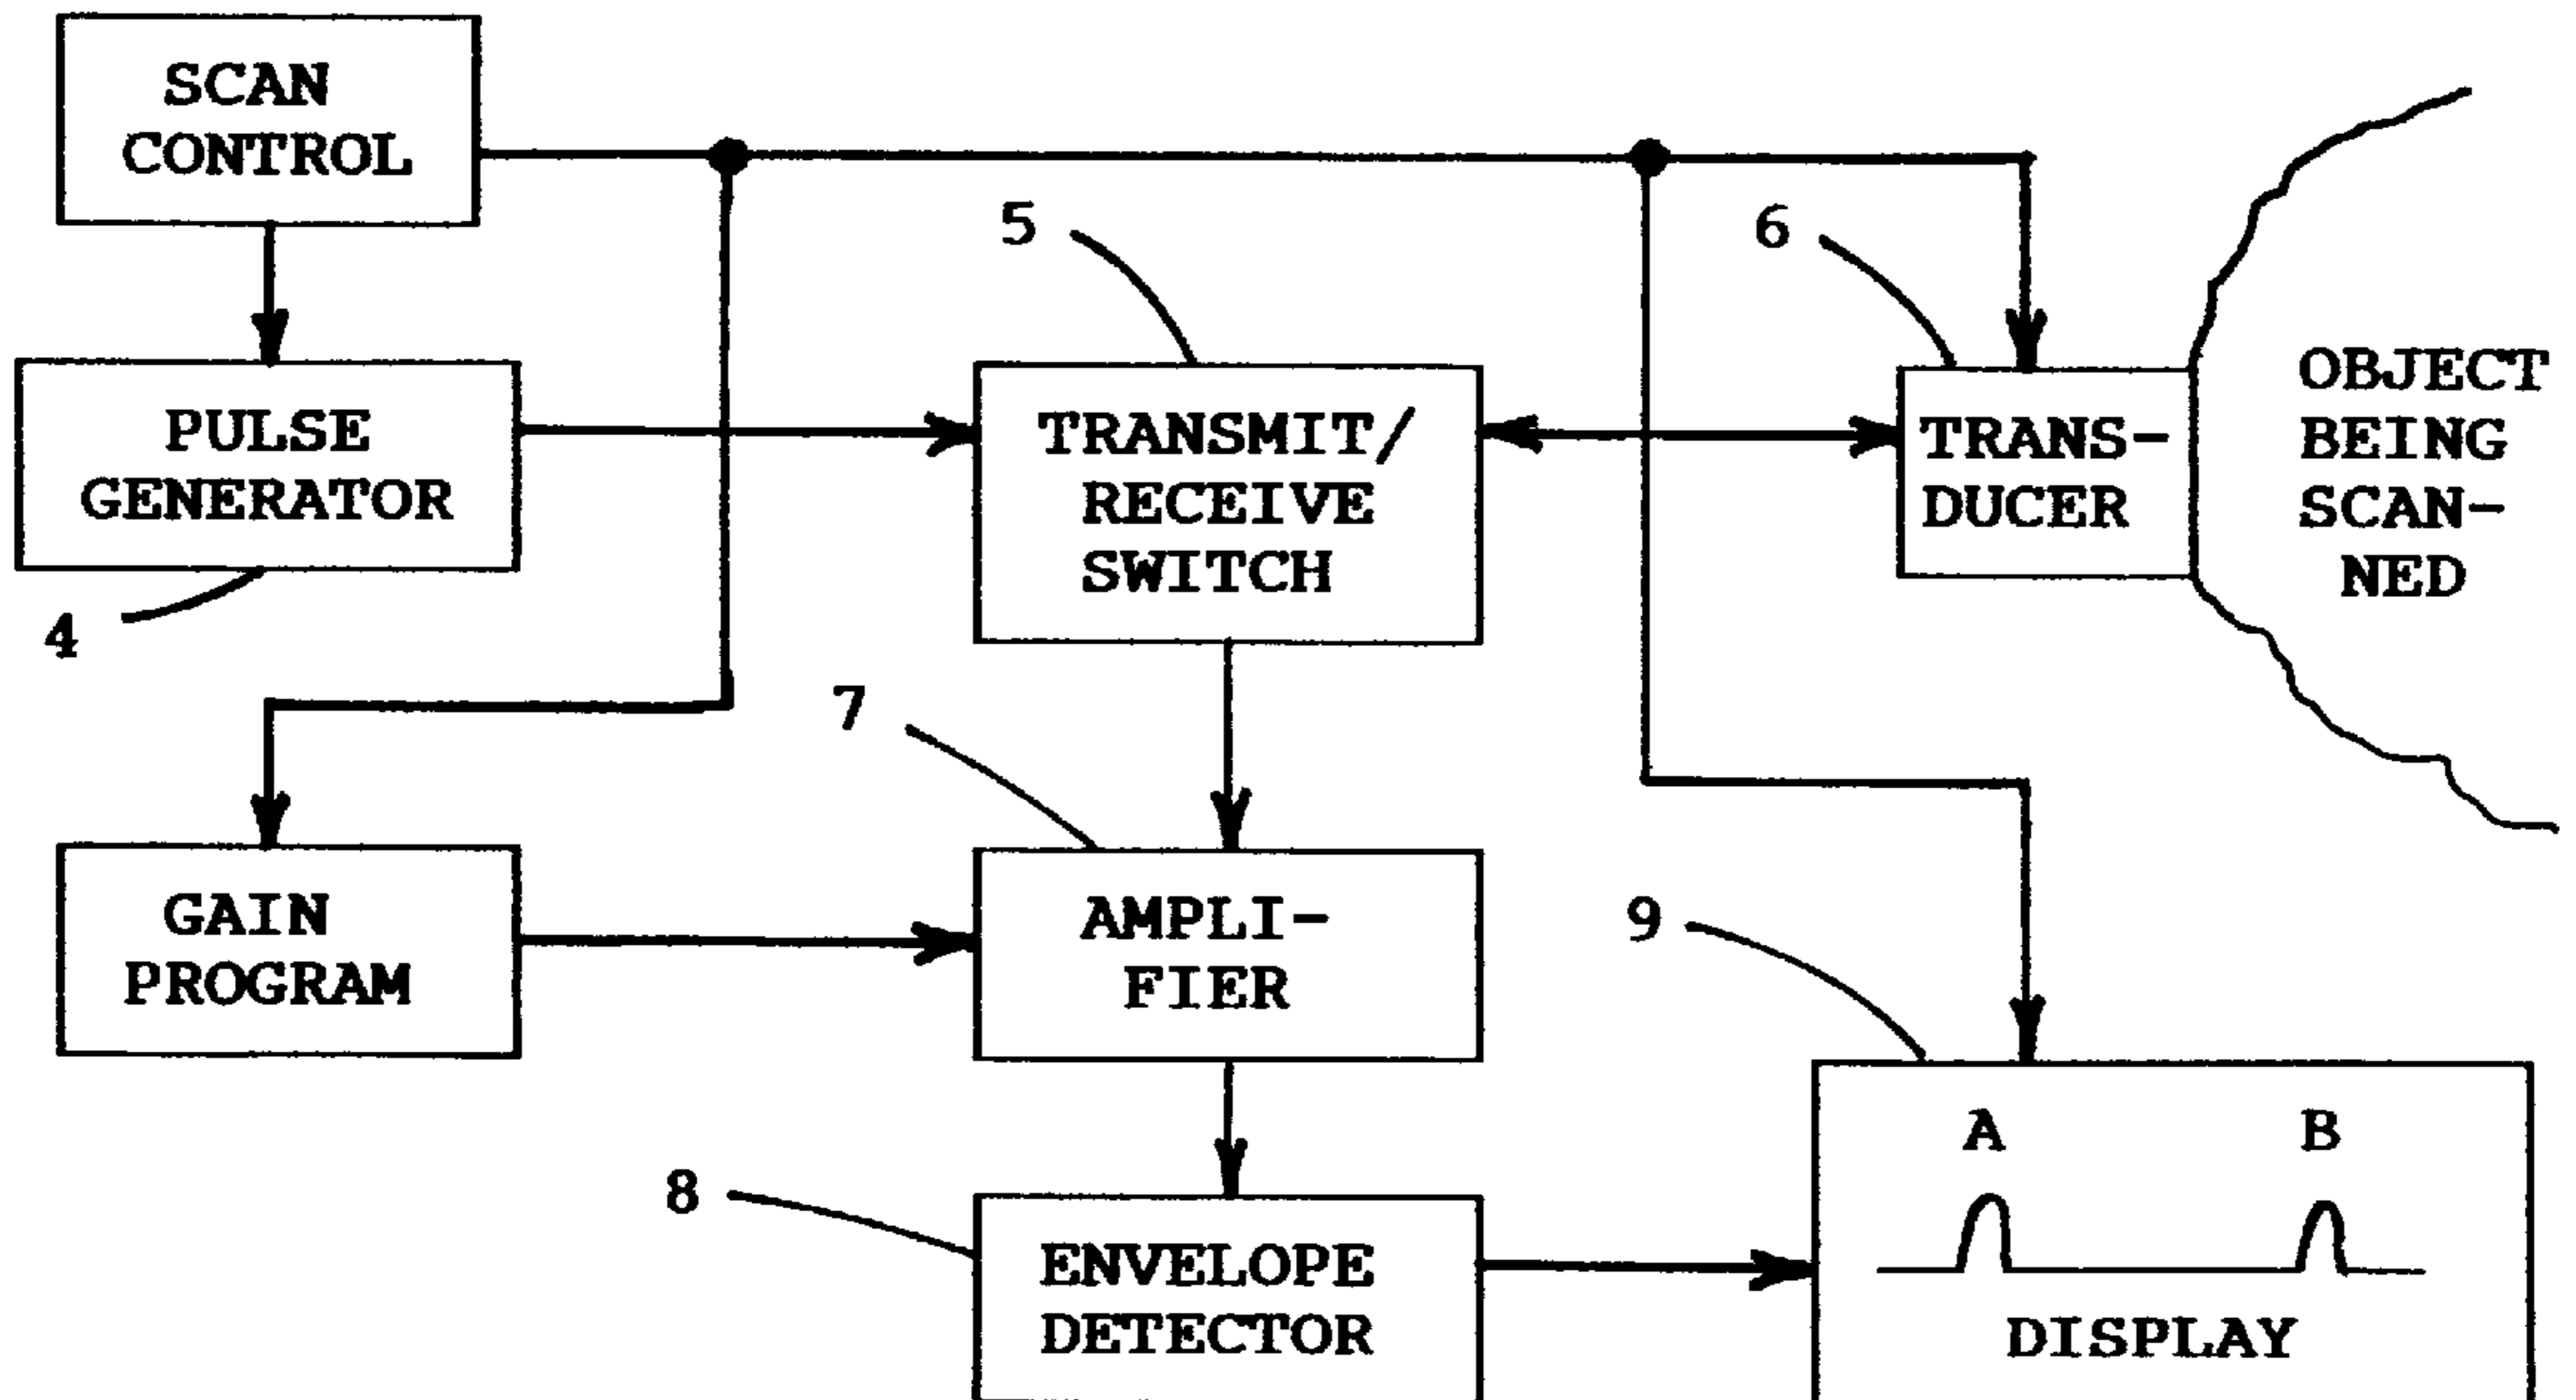 SCAN
CONTROL
5
6
PULSE
GENERATOR
4
TRANSMIT/
RECEIVE
SWITCH
TRANS-
DUCER
OBJECT
BEING
SCAN-
NED
7
GAIN
PROGRAM
AMPLI-
FIER
9
8
ENVELOPE
DETECTOR
A B
DISPLAY